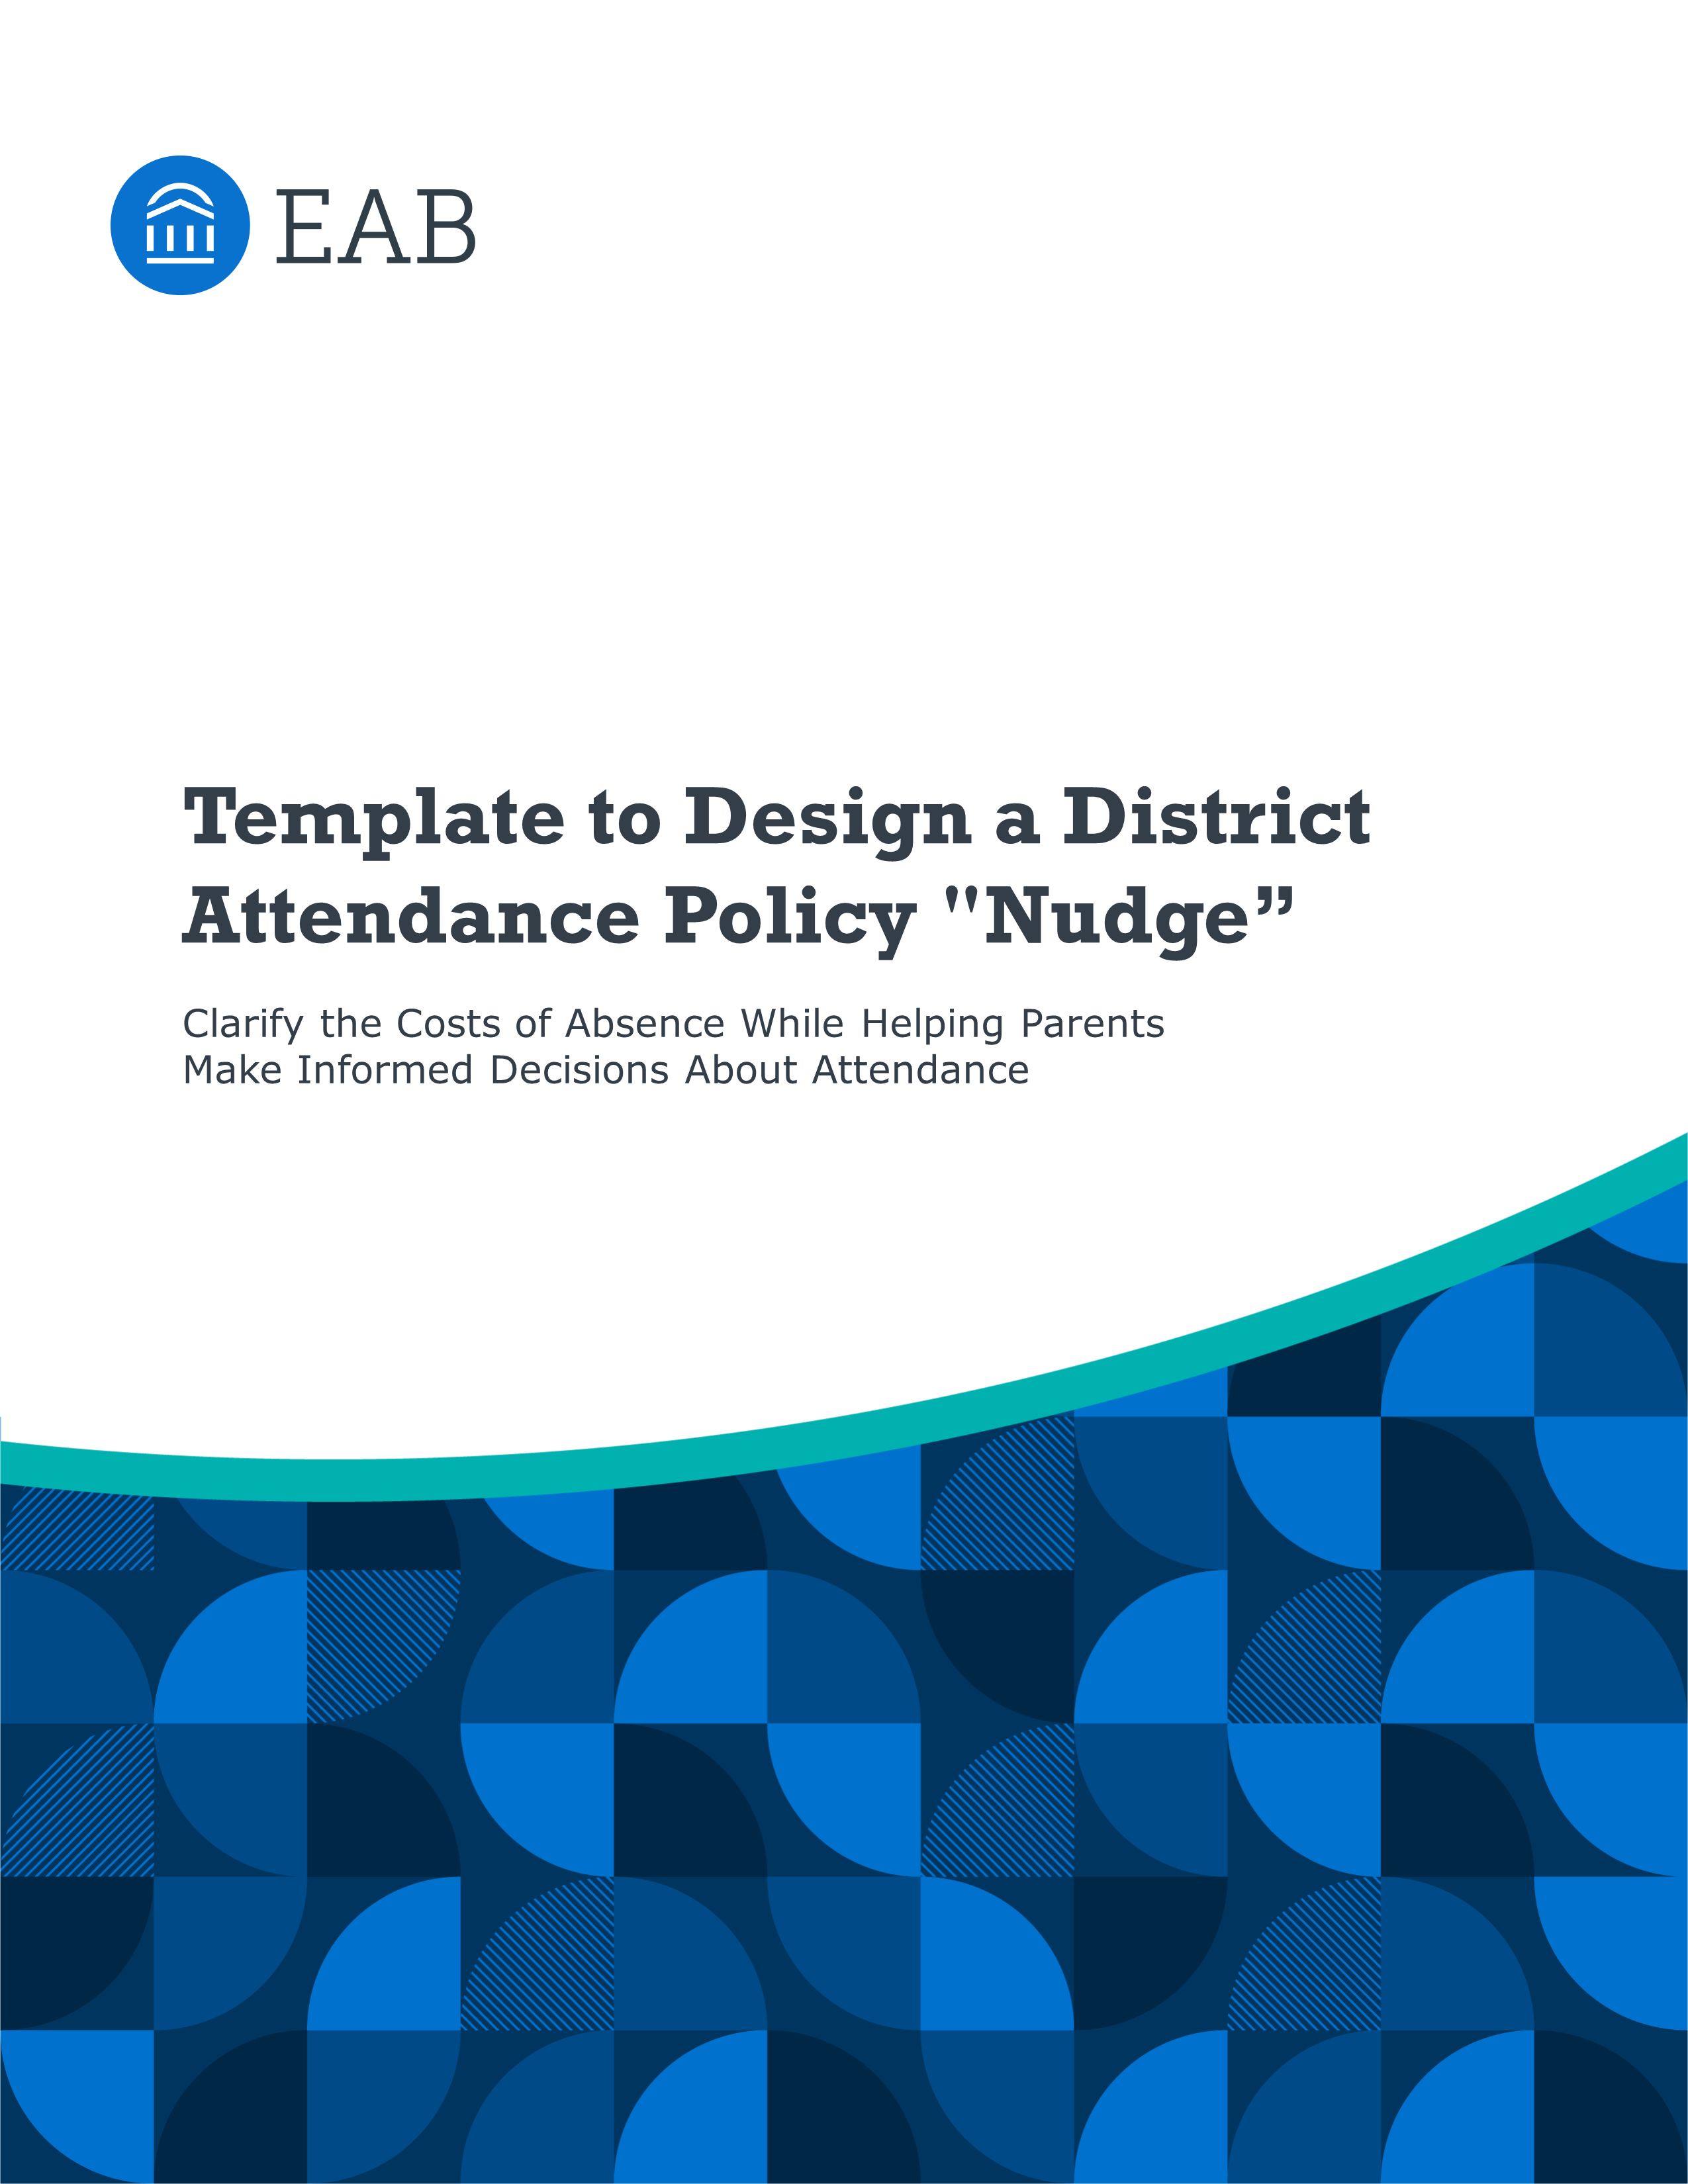 EAB
Template to Design a District
Attendance Policy "Nudge”
Clarify the Costs of Absence While Helping Parents
Make Informed Decisions About Attendance